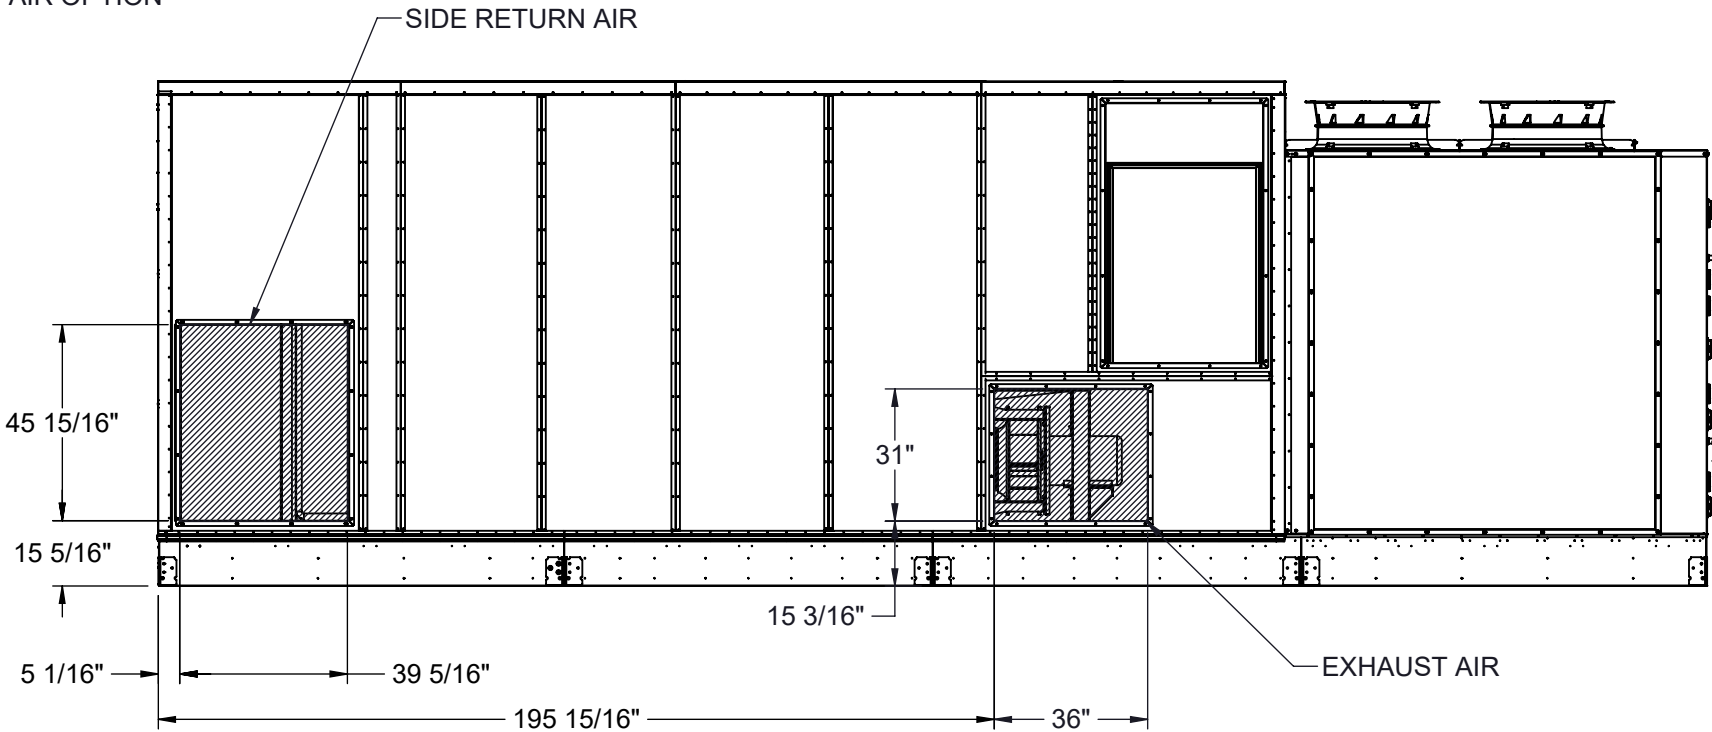 AIR OPTION
SIDE RETURN AIR
45 15/16"
31"
15 5/16"
15 3/16"
5 1/16"
39 5/16"
EXHAUST AIR
195 15/16"
36"